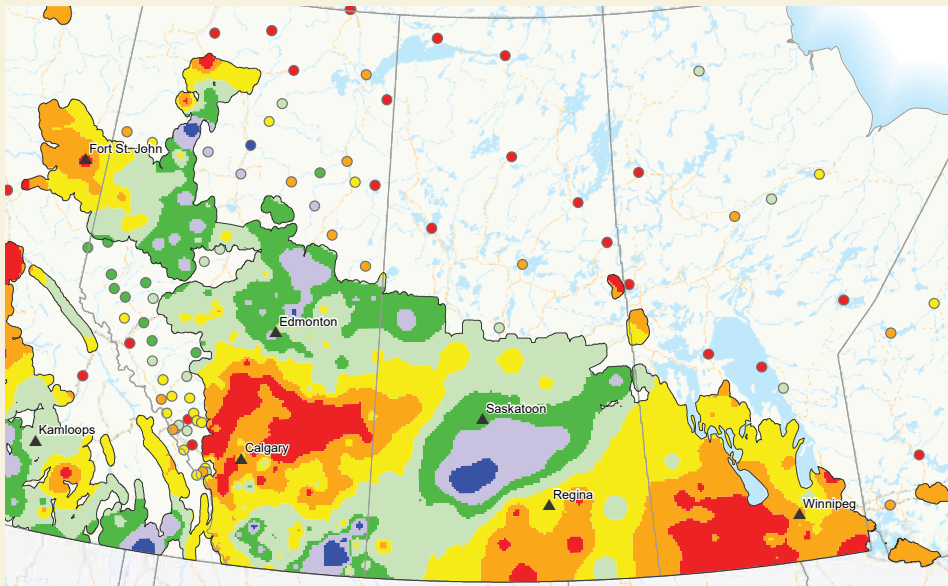 Fort St. John
Edmonton
Saskatoon
Kamloops
Calgary
Regina
Winnipeg